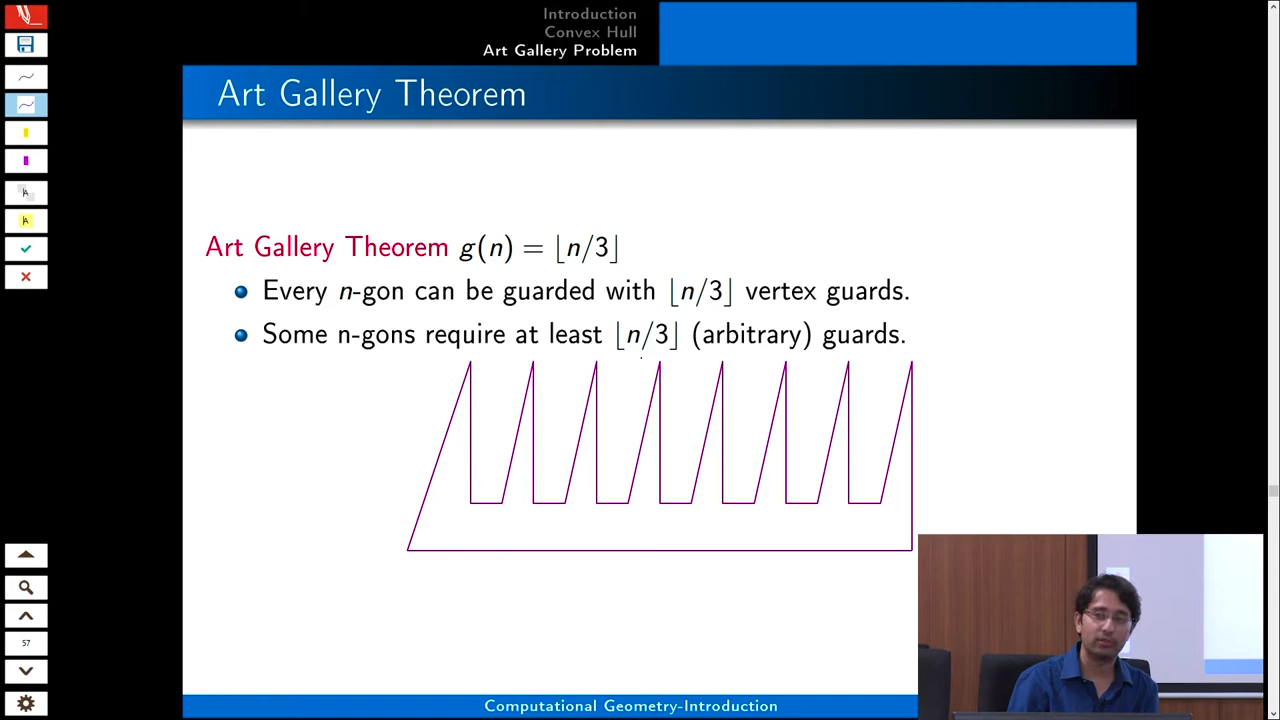 Introduction
Convex Hull
Art Gallery Problem
Art Gallery Theorem
Art Gallery Theorem g(n) = ⌊n/3⌋
Every n-gon can be guarded with ⌊n/3⌋ vertex guards.
Some n-gons require at least ⌊n/3⌋ (arbitrary) guards.
57
Computational Geometry-Introduction